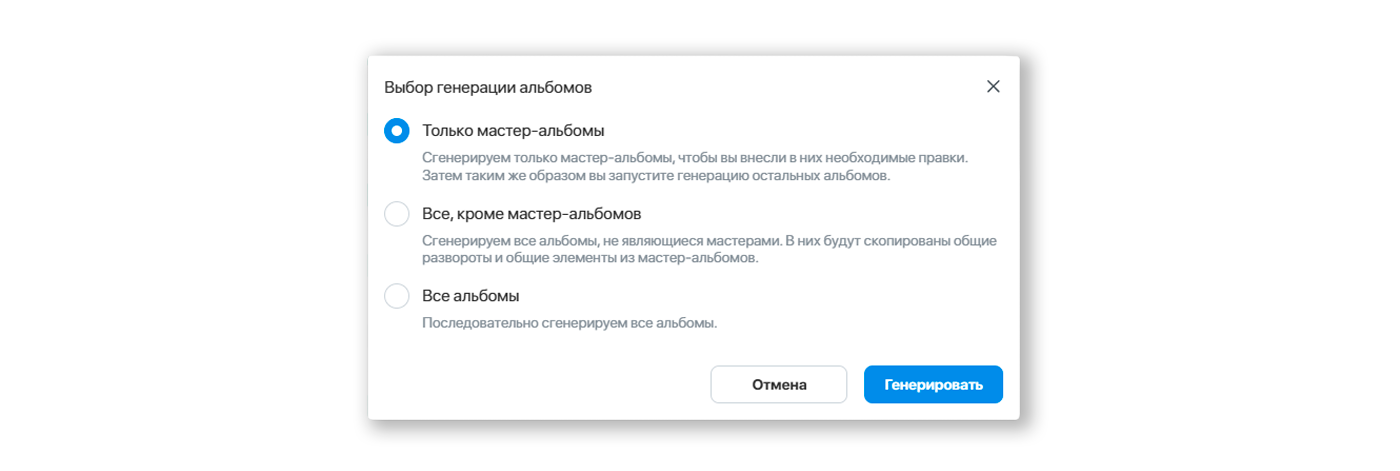 Выбор генерации альбомов
Только мастер-альбомы
Сгенерируем только мастер-альбомы, чтобы вы внесли в них необходимые правки.
Затем таким же образом вы запустите генерацию остальных альбомов.
Все, кроме мастер-альбомов
Сгенерируем все альбомы, не являющиеся мастерами. В них будут скопированы общие
развороты и общие элементы из мастер-альбомов.
Все альбомы
Последовательно сгенерируем все альбомы.
Отмена
Генерировать